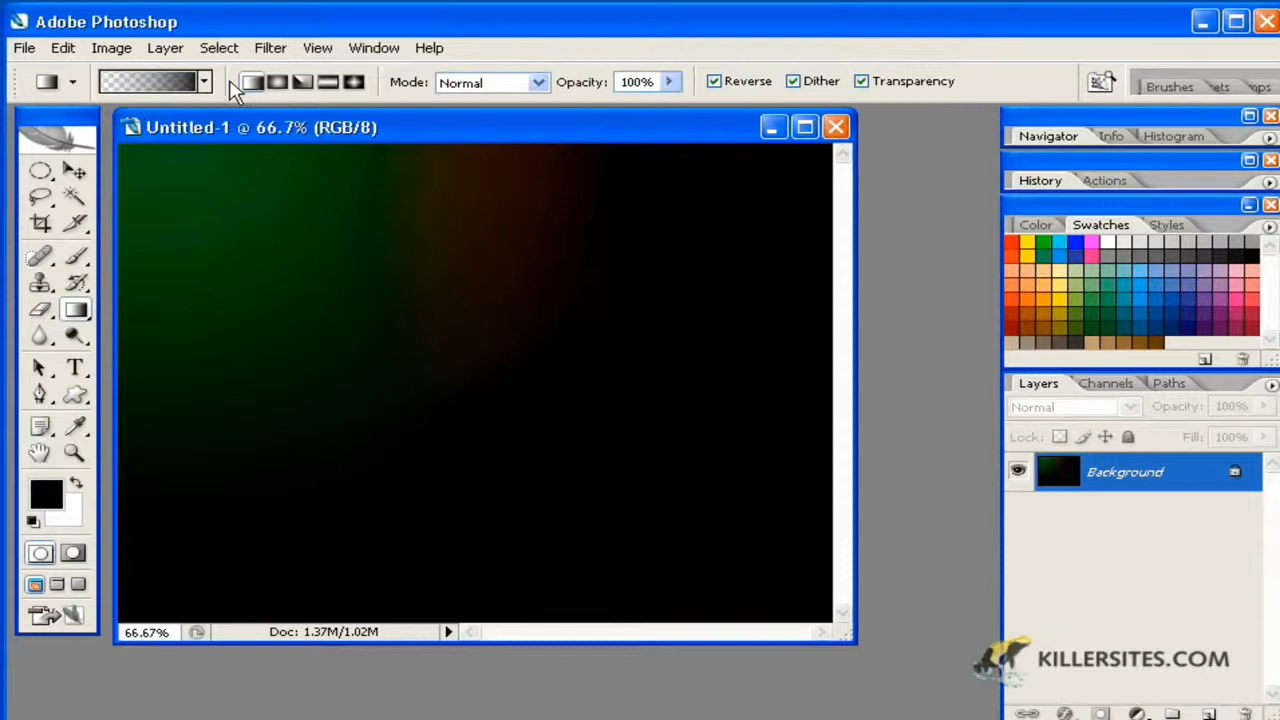 Adobe Photoshop
File Edit Image Layer Select Filter View Window Help
Mode: Normal Opacity: 100% Reverse Dither Transparency
Brushes ets mps
Untitled-1 @ 66.7% (RGB/8)
Navigator Info Histogram
History Actions
Color Swatches Styles
Layers Channels Paths
Normal Opacity: 100%
Lock: Fill: 100%
Background
T
66.67% Doc: 1.37M/1.02M
KILLERSITES.COM